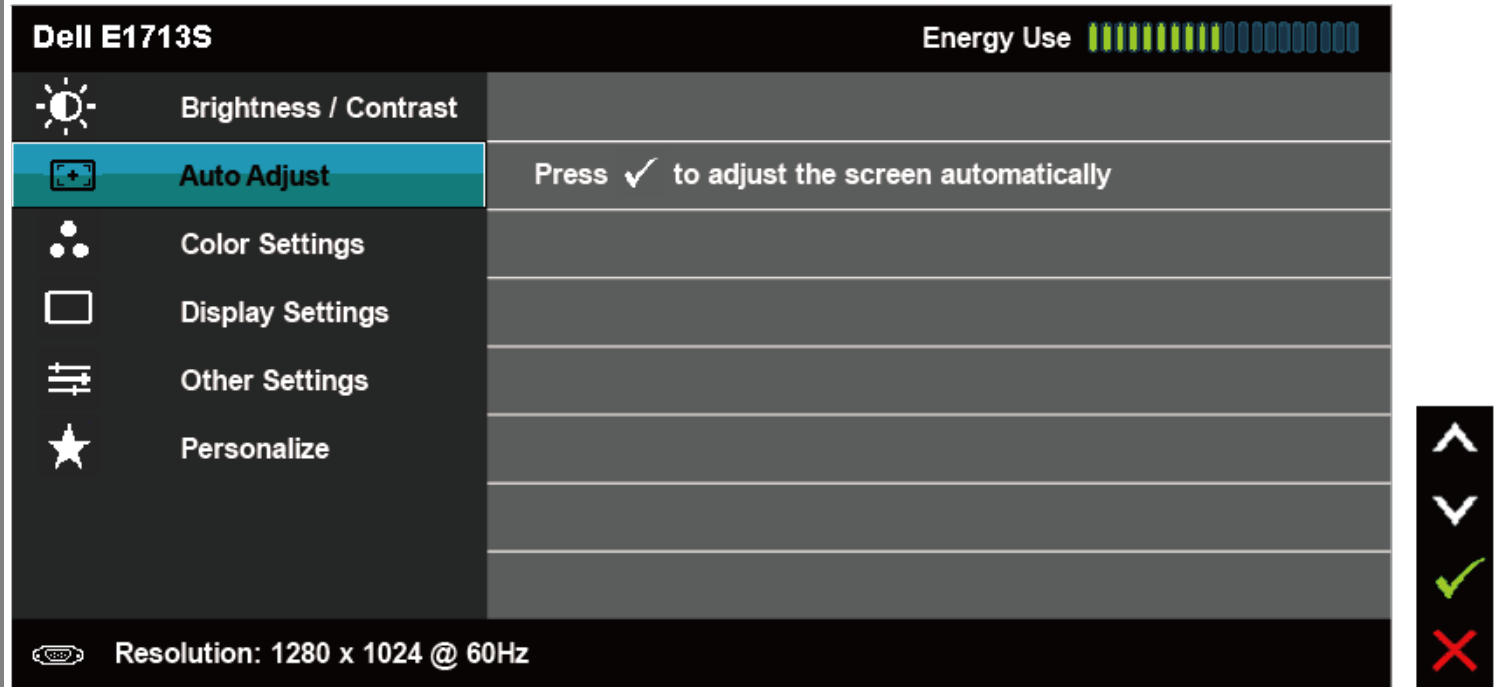 Dell E1713S Energy Use
Brightness / Contrast
Auto Adjust Press ✓ to adjust the screen automatically
Color Settings
Display Settings
Other Settings
Personalize
Resolution: 1280 x 1024 @ 60Hz